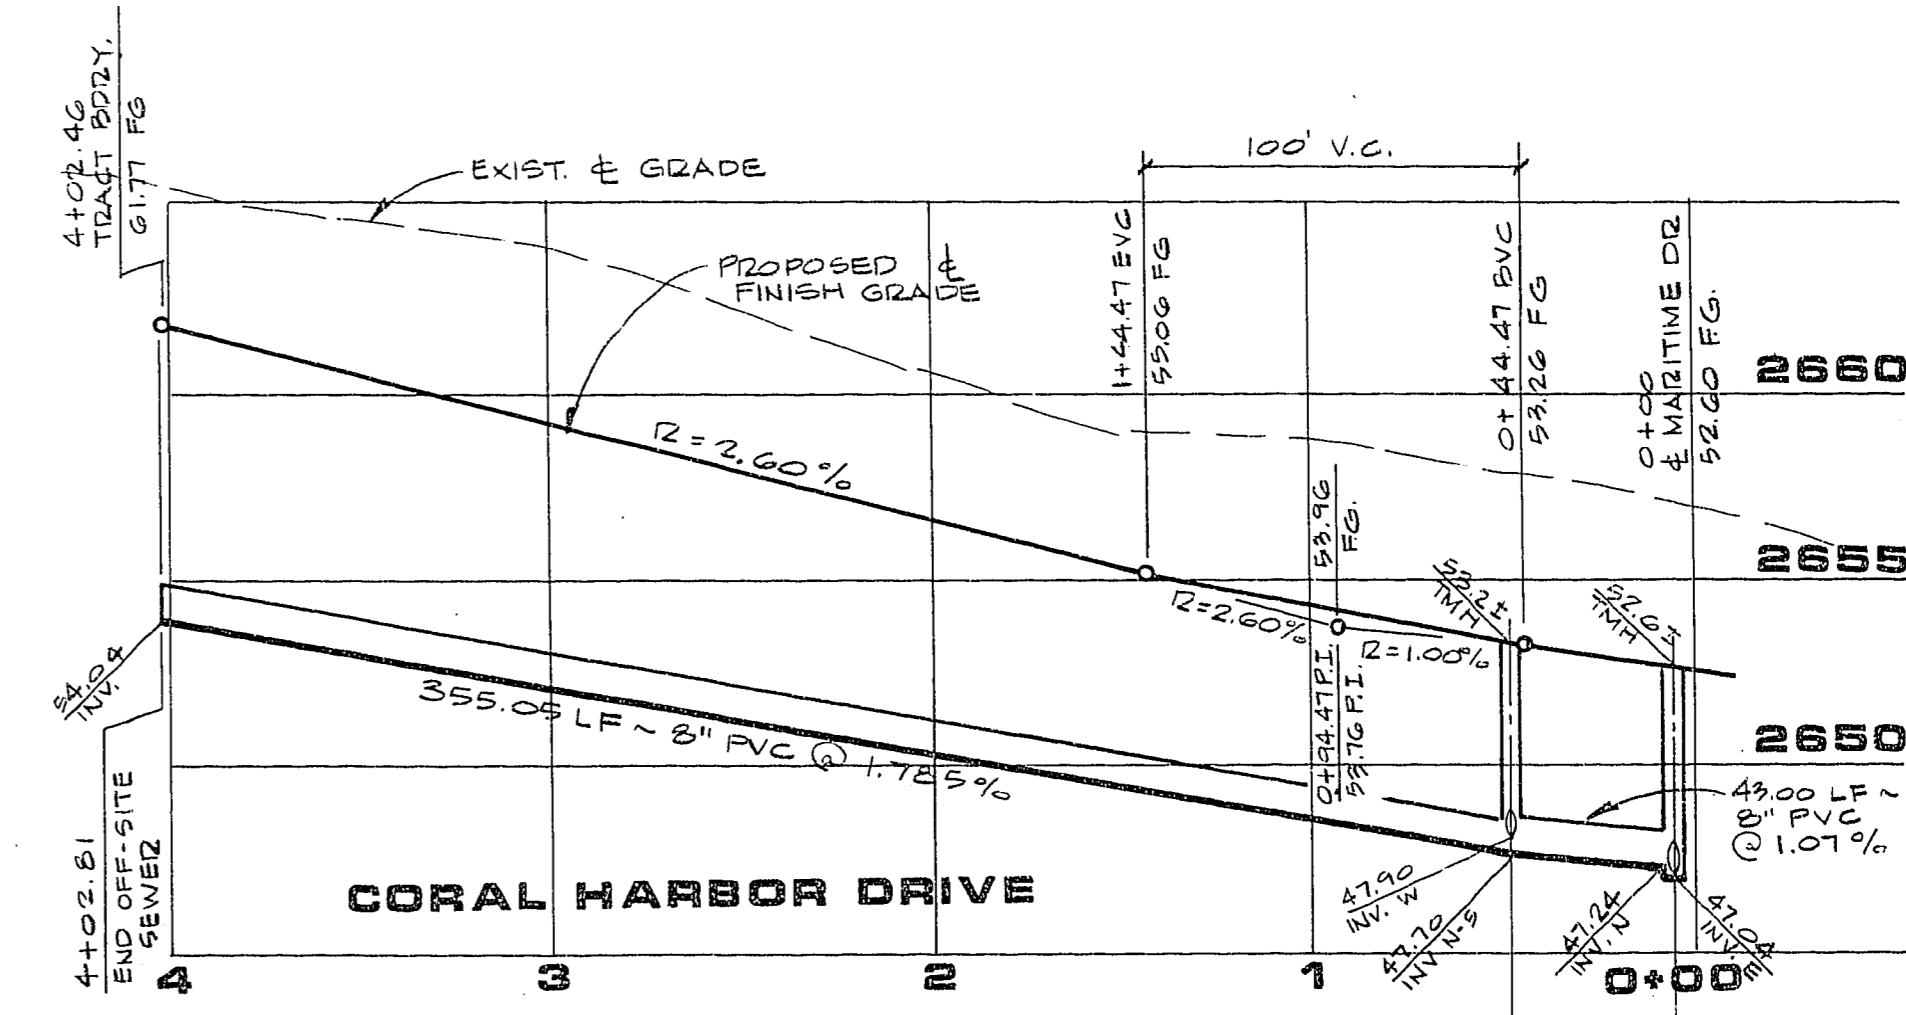 4+02.46
TRACT BDRY.
61.77 FG
EXIST. ℄ GRADE
PROPOSED ℄
FINISH GRADE
100' V.C.
1+44.47 EVC
55.06 FG
0+44.47 BVC
53.26 FG
0+00
℄ MARITIME DR
52.60 FG.
2660
2655
2650
R=2.60%
53.96
FG.
R=2.60%
R=1.00%
0+94.47 P.I.
53.76 P.I.
53.2±
TMH
52.6±
TMH
54.04
INV.
355.05 LF ~ 8" PVC @ 1.785%
43.00 LF ~
8" PVC
@ 1.07%
4+02.81
END OFF-SITE
SEWER
CORAL HARBOR DRIVE
47.90
INV. W
47.70
INV N-S
47.24
INV. N
47.04
INV.
4
3
2
1
0+00